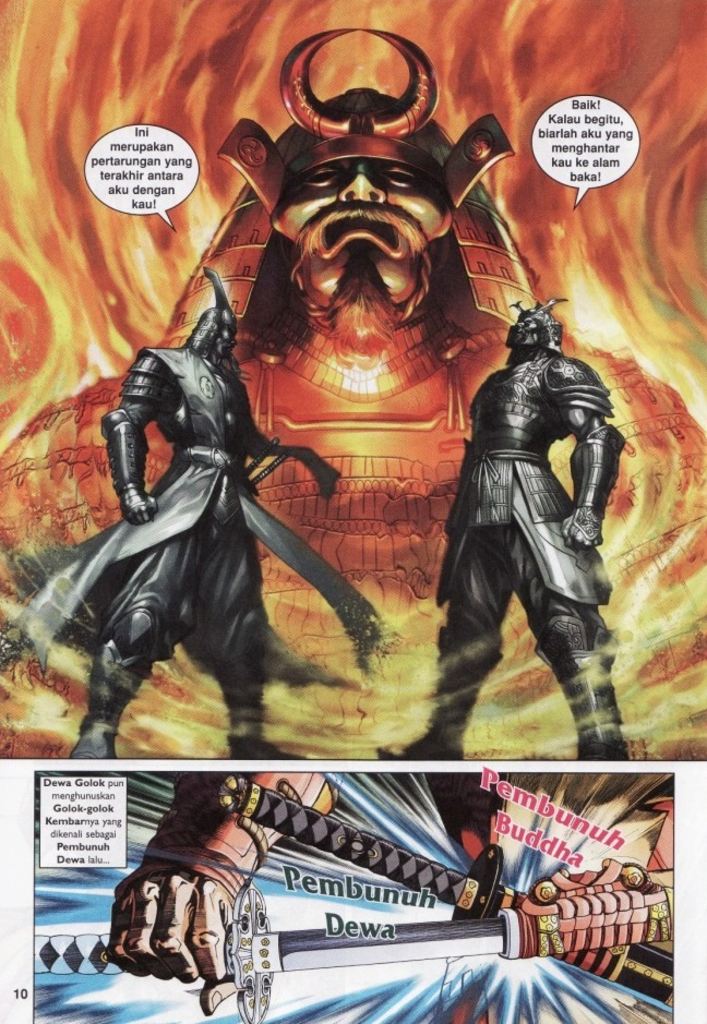 Ini
merupakan
pertarungan yang
terakhir antara
aku dengan
kau!
Baik!
Kalau begitu,
biarlah aku yang
menghantar
kau ke alam
baka!
Dewa Golok pun
menghunuskan
Golok-golok
Kembarnya yang
dikenali sebagai
Pembunuh
Dewa lalu...
Pembunuh
Buddha
Pembunuh
Dewa
10